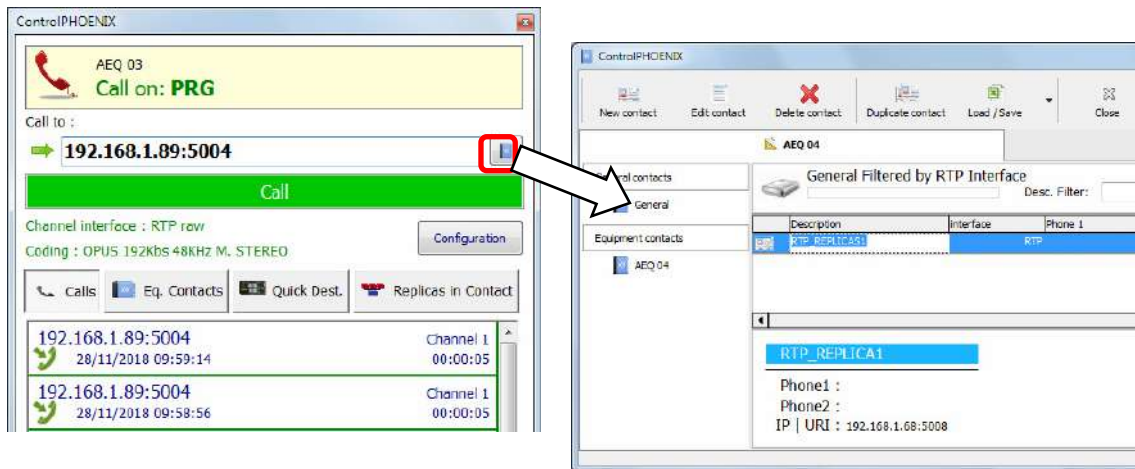 ControlPHOENIX
AEQ 03
Call on: PRG
Call to :
192.168.1.89:5004
Call
Channel interface : RTP raw
Coding : OPUS 192Kbs 48KHz M. STEREO
Configuration
Calls
Eq. Contacts
Quick Dest.
Replicas in Contact
192.168.1.89:5004
Channel 1
28/11/2018 09:59:14
00:00:05
192.168.1.89:5004
Channel 1
28/11/2018 09:58:56
00:00:05
ControlPHOENIX
New contact
Edit contact
Delete contact
Duplicate contact
Load / Save
Close
AEQ 04
contacts
General Filtered by RTP Interface
Desc. Filter:
General
Description
Interface
Phone 1
Equipment contacts
RTP_REPLICAS1
RTP
AEQ 04
RTP_REPLICA1
Phone1 :
Phone2 :
IP | URI : 192.168.1.68:5008